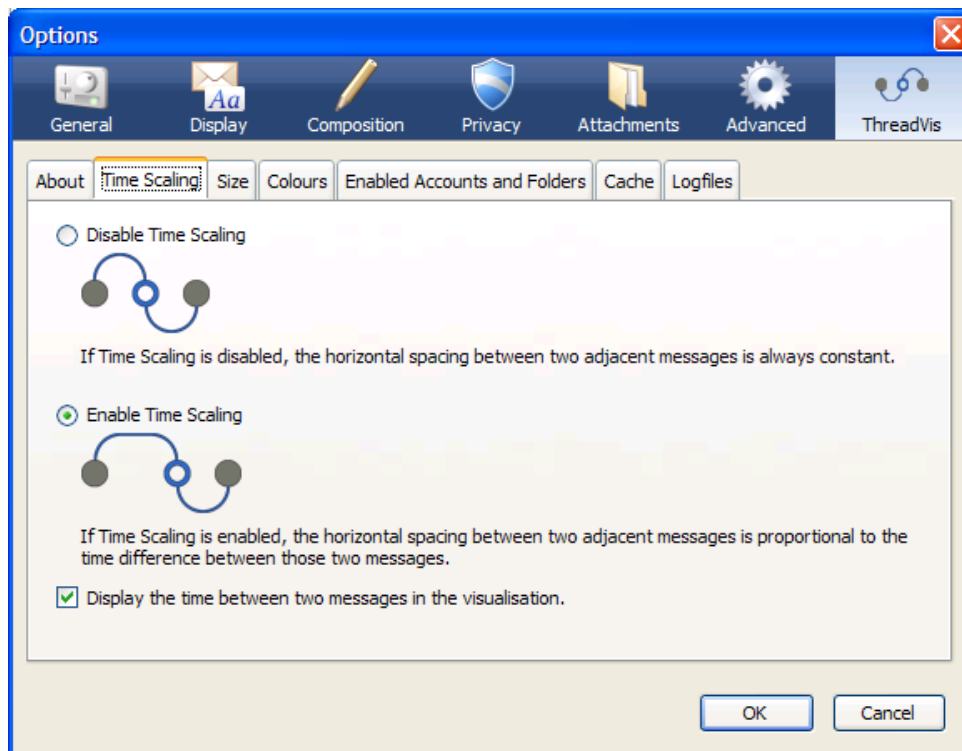 Options
Aa
General Display Composition Privacy Attachments Advanced ThreadVis
About Time Scaling Size Colours Enabled Accounts and Folders Cache Logfiles
Disable Time Scaling
If Time Scaling is disabled, the horizontal spacing between two adjacent messages is always constant.
Enable Time Scaling
If Time Scaling is enabled, the horizontal spacing between two adjacent messages is proportional to the
time difference between those two messages.
Display the time between two messages in the visualisation.
OK Cancel